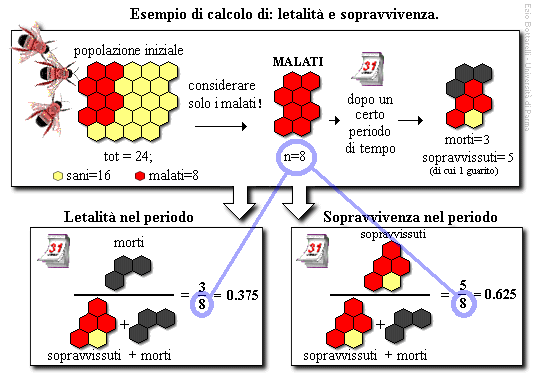 Esempio di calcolo di: letalità e sopravvivenza.
Ezio Bottarelli - Università di Parma
popolazione iniziale
tot = 24;
sani=16
malati=8
considerare
solo i malati!
MALATI
n=8
31
dopo un
certo
periodo
di tempo
morti=3
sopravvissuti=5
(di cui 1 guarito)
Letalità nel periodo
31
morti
sopravvissuti + morti
+
= 3/8 = 0.375
Sopravvivenza nel periodo
31
sopravvissuti
sopravvissuti + morti
+
= 5/8 = 0.625